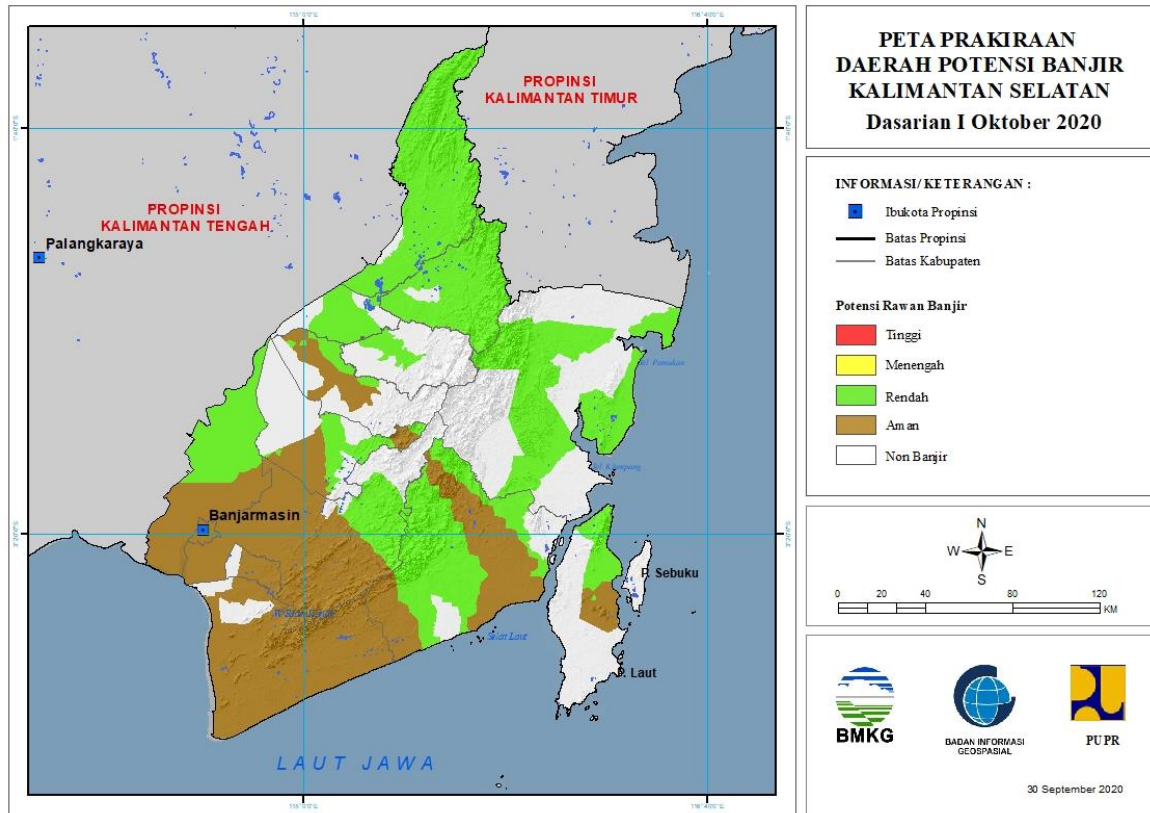 PETA PRAKIRAAN
DAERAH POTENSI BANJIR
KALIMANTAN SELATAN
Dasarian I Oktober 2020
INFORMASI/ KETERANGAN :
Ibukota Propinsi
Batas Propinsi
Batas Kabupaten
Potensi Rawan Banjir
Tinggi
Menengah
Rendah
Aman
Non Banjir
N
W E
S
0 20 40 80 120
KM
BMKG
BADAN INFORMASI
GEOSPASIAL
PUPR
30 September 2020
PROPINSI
KALIMANTAN TIMUR
PROPINSI
KALIMANTAN TENGAH
Palangkaraya
Banjarmasin
P. Sebuku
Selat Laut
P. Laut
LAUT JAWA